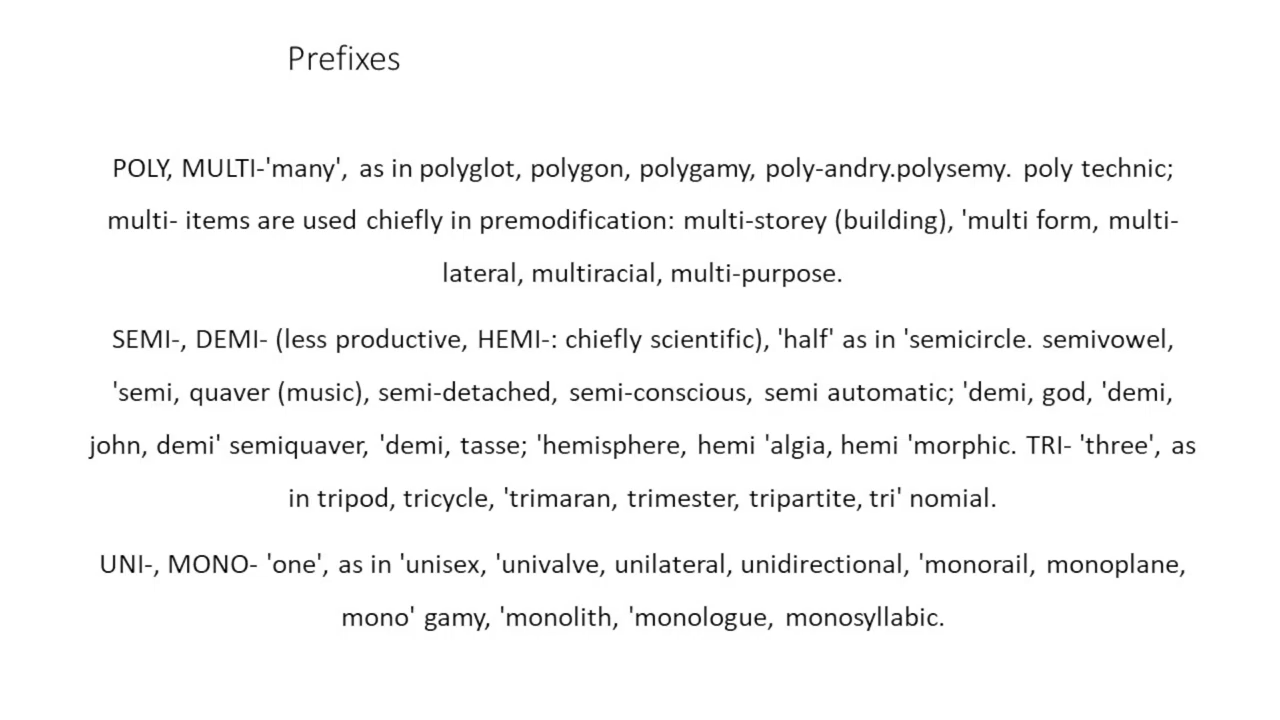 Prefixes
POLY, MULTI-'many', as in polyglot, polygon, polygamy, poly-andry.polysemy. poly technic;
multi- items are used chiefly in premodification: multi-storey (building), 'multi form, multi-
lateral, multiracial, multi-purpose.
SEMI-, DEMI- (less productive, HEMI-: chiefly scientific), 'half' as in 'semicircle. semivowel,
'semi, quaver (music), semi-detached, semi-conscious, semi automatic; 'demi, god, 'demi,
john, demi' semiquaver, 'demi, tasse; 'hemisphere, hemi 'algia, hemi 'morphic. TRI- 'three', as
in tripod, tricycle, 'trimaran, trimester, tripartite, tri' nomial.
UNI-, MONO- 'one', as in 'unisex, 'univalve, unilateral, unidirectional, 'monorail, monoplane,
mono' gamy, 'monolith, 'monologue, monosyllabic.